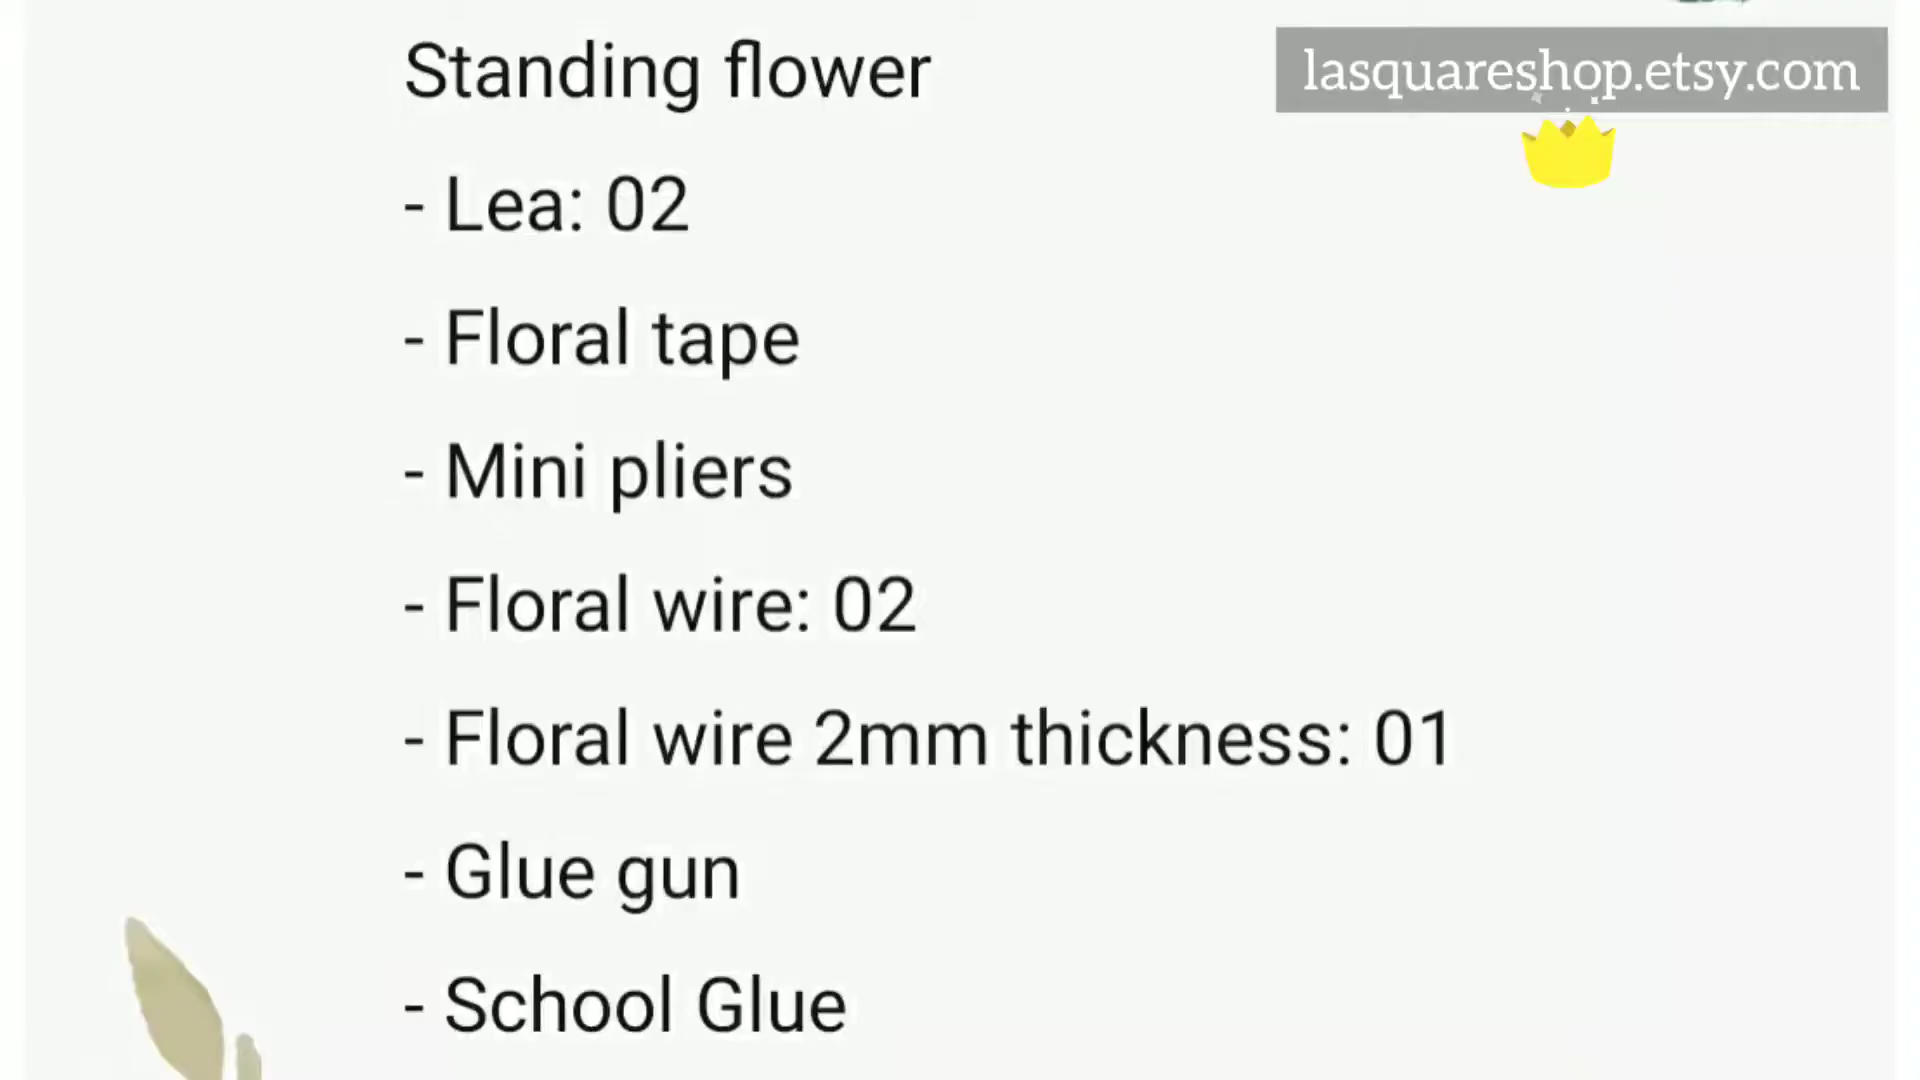 Standing flower
lasquareshop.etsy.com
- Lea: 02
- Floral tape
- Mini pliers
- Floral wire: 02
- Floral wire 2mm thickness: 01
- Glue gun
- School Glue